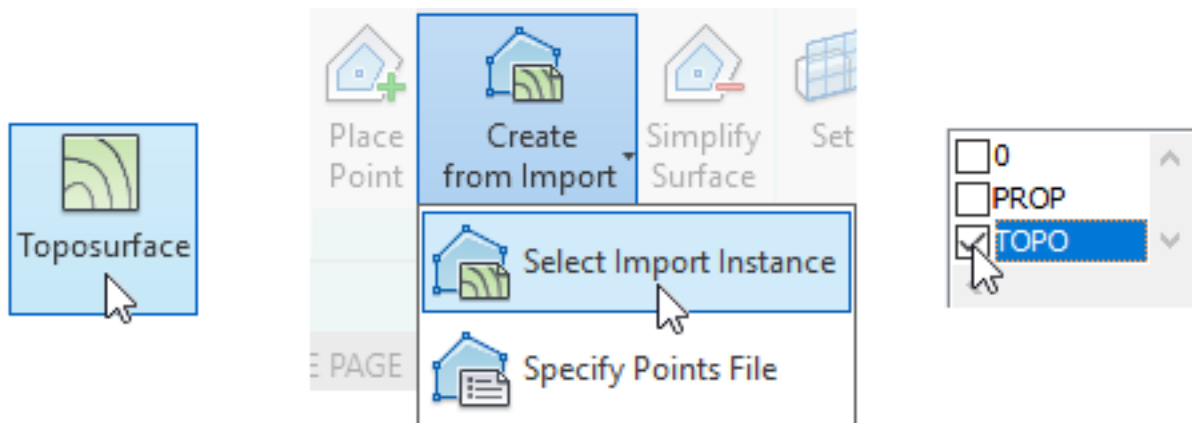 Toposurface
Place
Point
Create
from Import
Simplify
Surface
Set
Select Import Instance
E PAGE
Specify Points File
0
PROP
TOPO